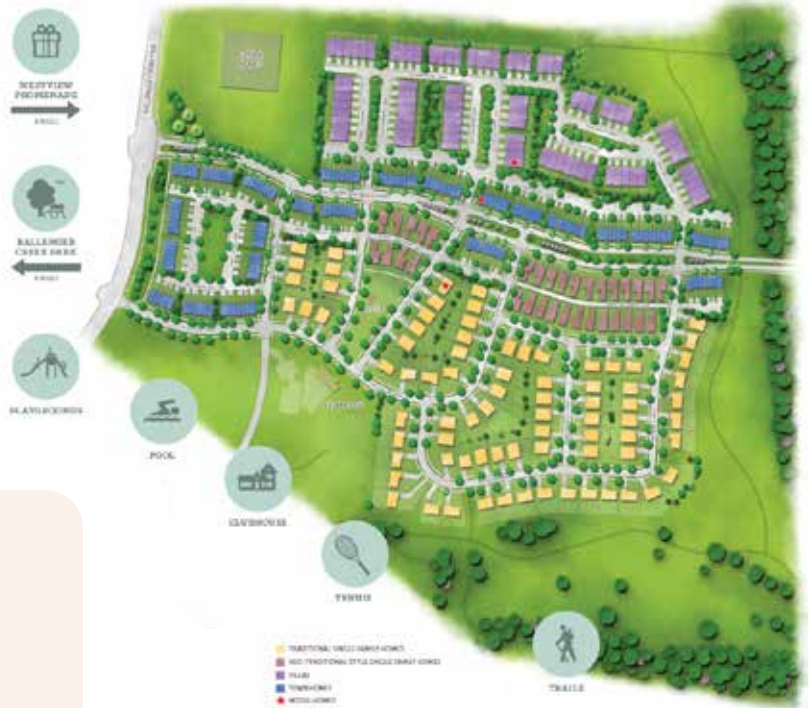 WESTVIEW
PROMENADE
BALLENGER
CREEK PARK
PLAYGROUNDS
POOL
CLUBHOUSE
TENNIS
TRAILS
TRADITIONAL SINGLE FAMILY HOMES
NEO-TRADITIONAL STYLE SINGLE FAMILY HOMES
VILLAS
TOWNHOMES
MODEL HOMES